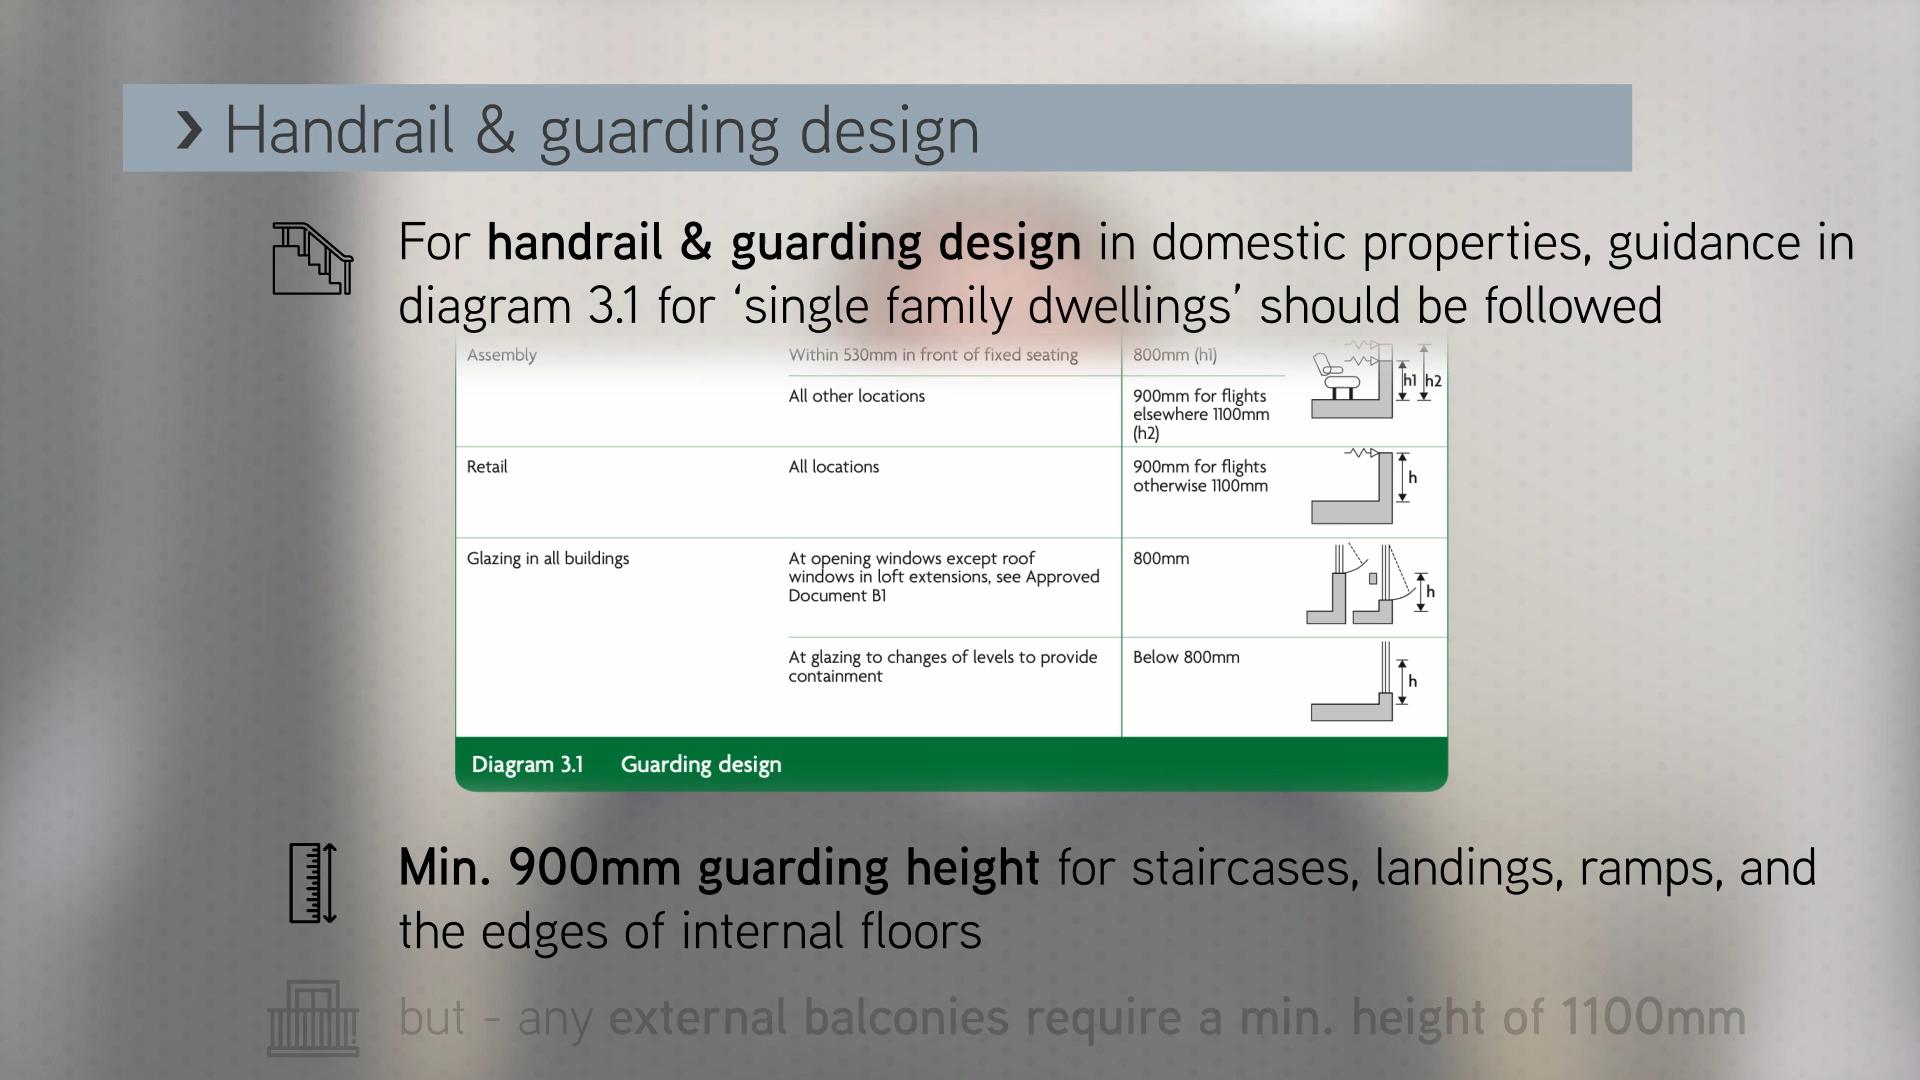 › Handrail & guarding design
For handrail & guarding design in domestic properties, guidance in
diagram 3.1 for ‘single family dwellings’ should be followed
Assembly
Within 530mm in front of fixed seating
800mm (h1)
All other locations
900mm for flights
elsewhere 1100mm
(h2)
h1 h2
Retail
All locations
900mm for flights
otherwise 1100mm
h
Glazing in all buildings
At opening windows except roof
windows in loft extensions, see Approved
Document B1
800mm
h
At glazing to changes of levels to provide
containment
Below 800mm
h
Diagram 3.1 Guarding design
Min. 900mm guarding height for staircases, landings, ramps, and
the edges of internal floors
but - any external balconies require a min. height of 1100mm